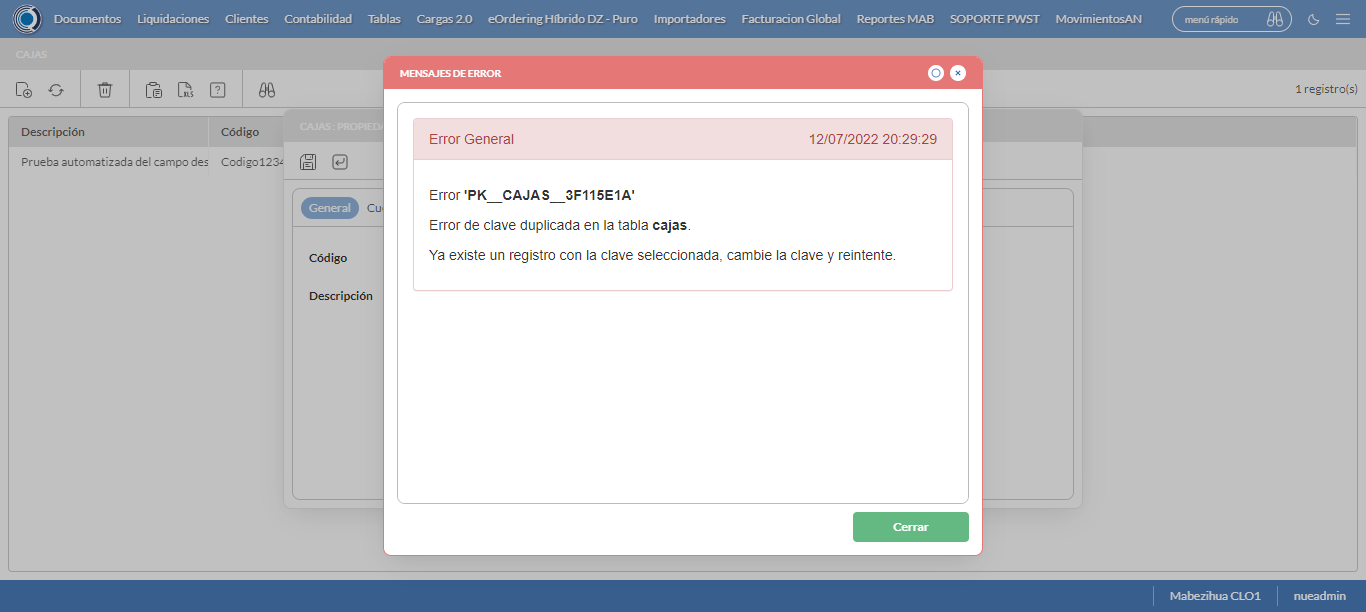 Documentos Liquidaciones Clientes Contabilidad Tablas Cargas 2.0 eOrdering Híbrido DZ - Puro Importadores Facturacion Global Reportes MAB SOPORTE PWST MovimientosAN menú rápido
CAJAS
MENSAJES DE ERROR
XLS ?
1 registro(s)
Descripción Código
CAJAS : PROPIEDA
Error General 12/07/2022 20:29:29
Prueba automatizada del campo des Codigo1234
Error 'PK__CAJAS__3F115E1A'
General Cu
Error de clave duplicada en la tabla cajas.
Código
Ya existe un registro con la clave seleccionada, cambie la clave y reintente.
Descripción
Cerrar
Mabezihua CLO1 nueadmin